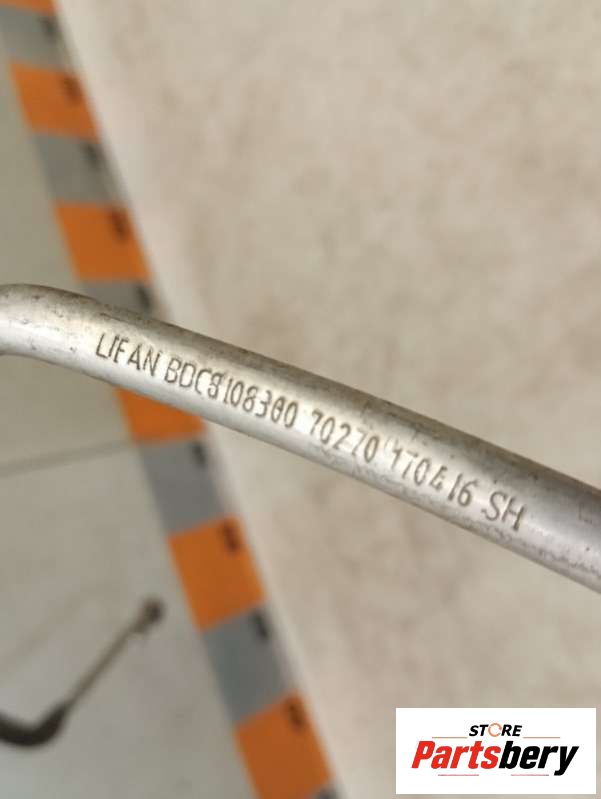 LIFAN BDC8108300 70270 170416 SH
STORE
Partsbery